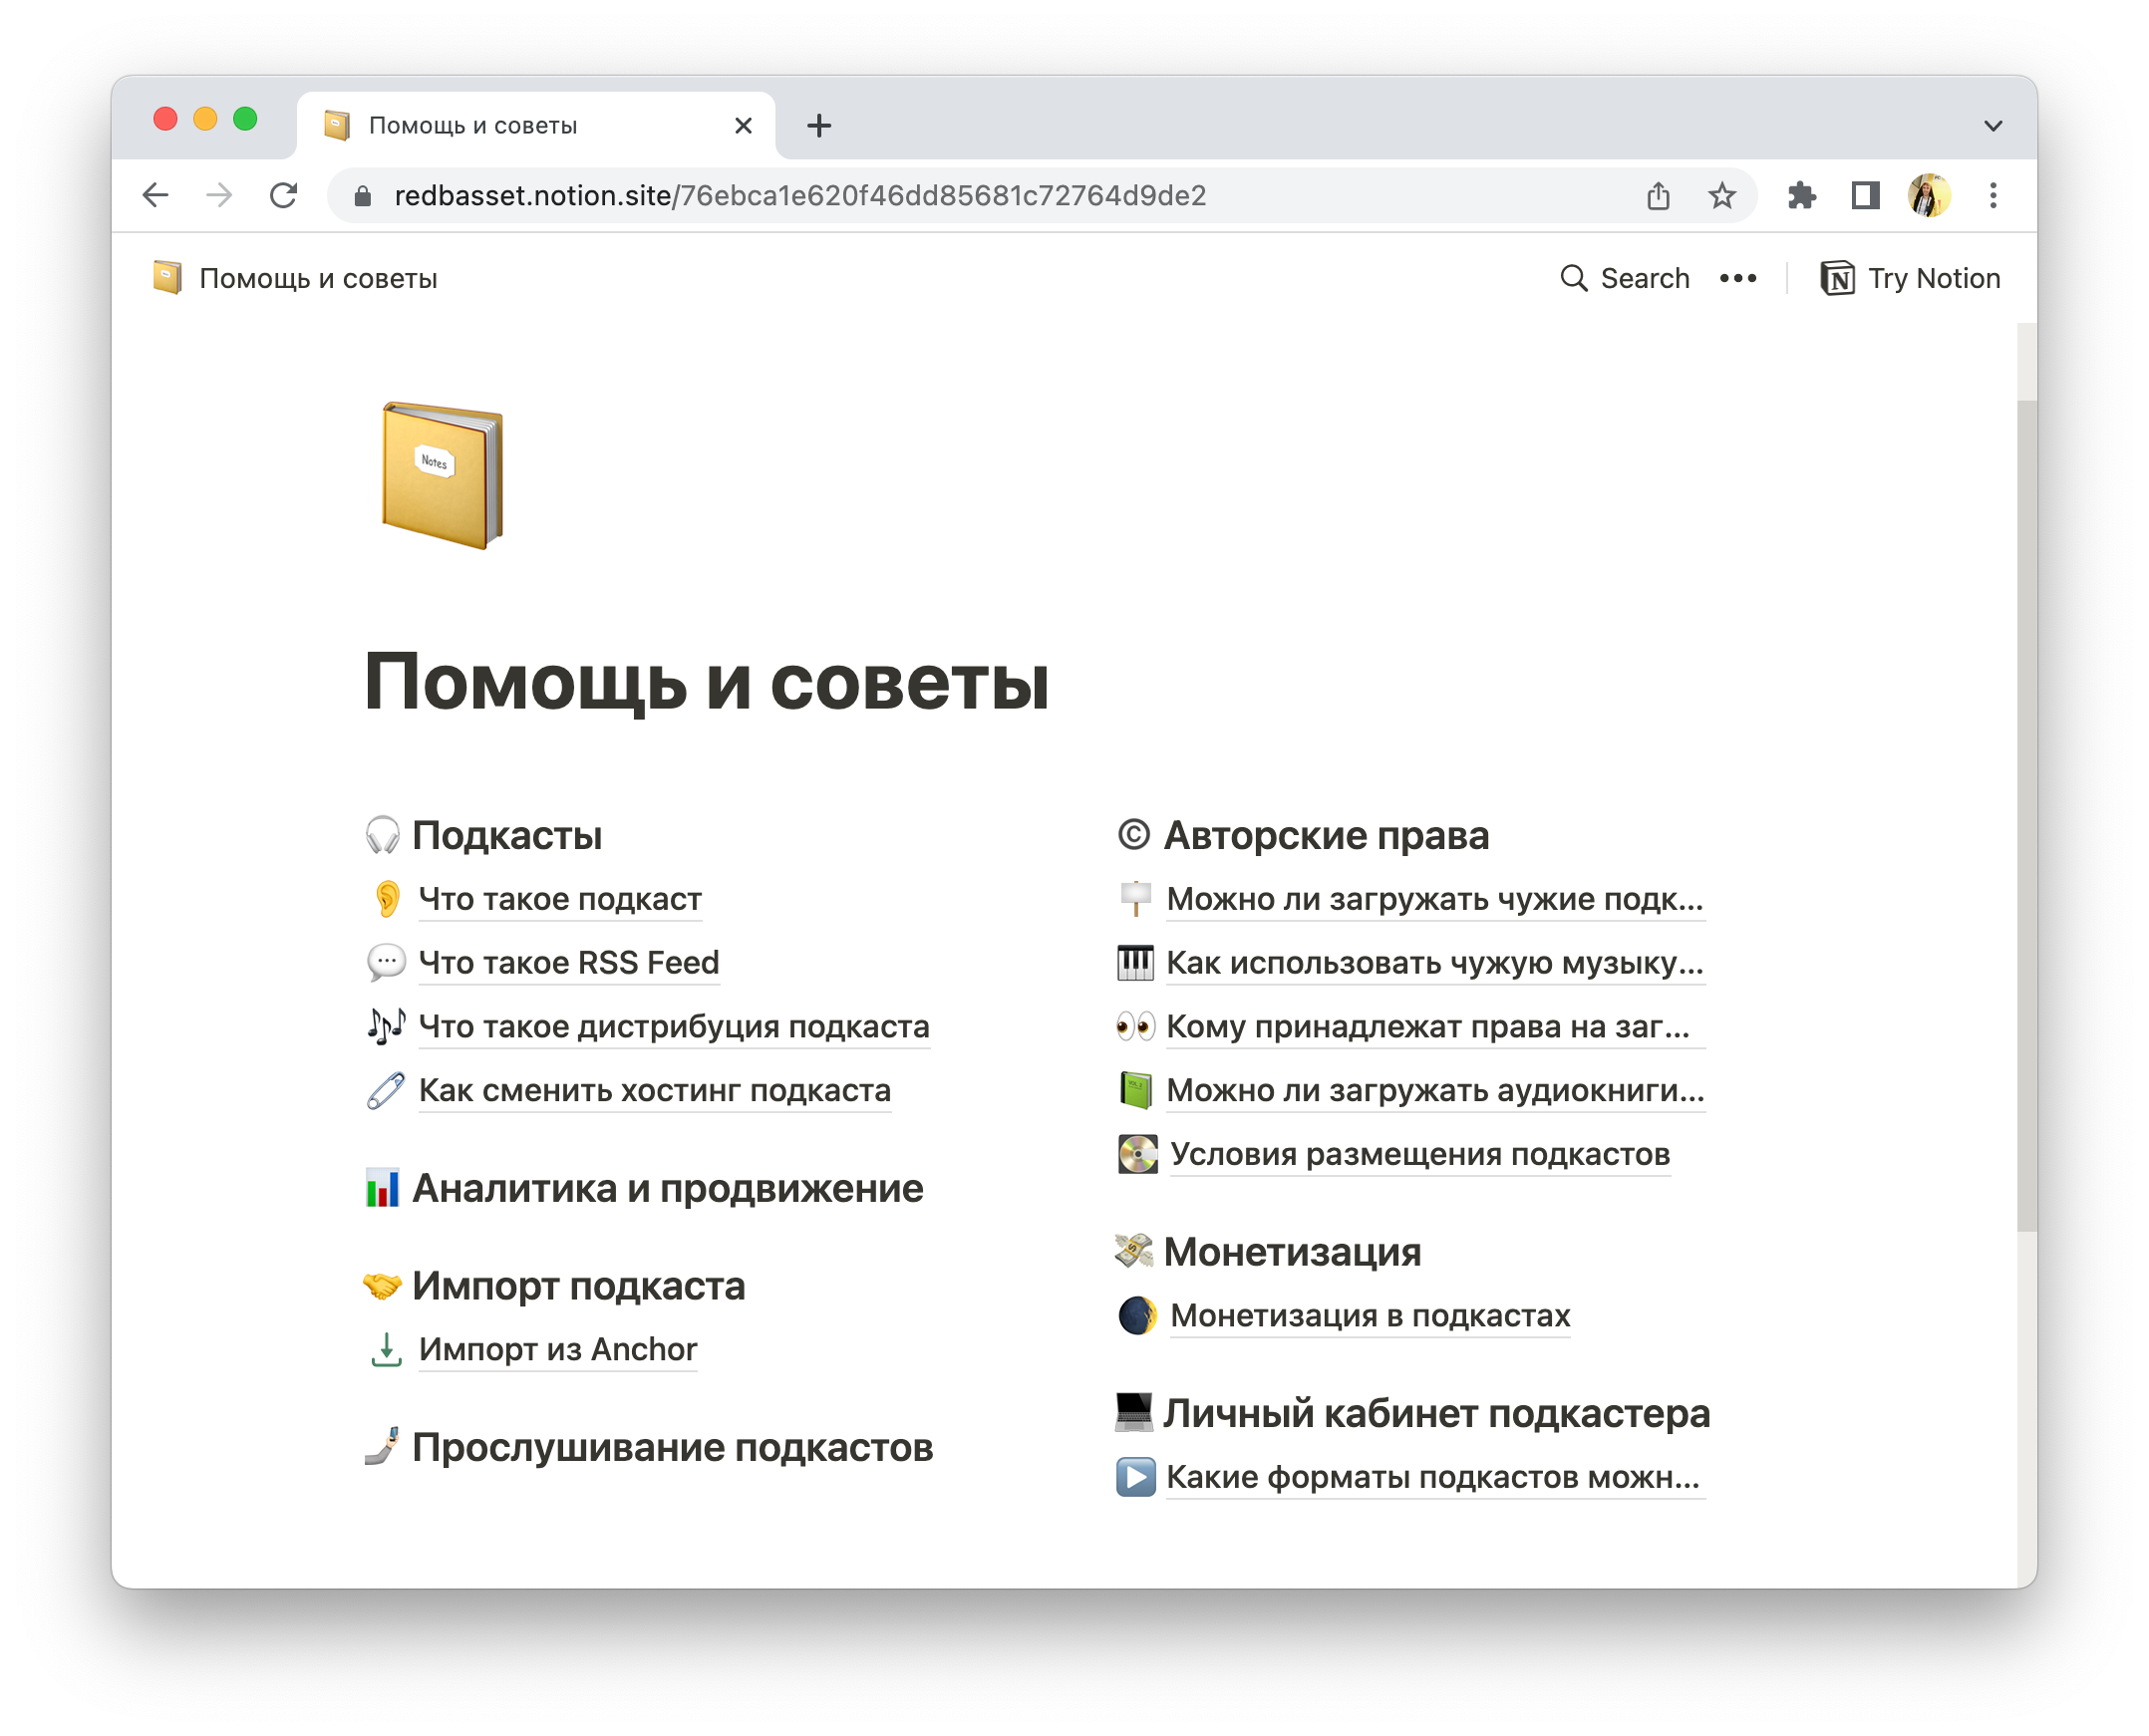 Помощь и советы
redbasset.notion.site/76ebca1e620f46dd85681c72764d9de2
Помощь и советы
Search
Try Notion
Notes
Помощь и советы
Подкасты
Что такое подкаст
Что такое RSS Feed
Что такое дистрибуция подкаста
Как сменить хостинг подкаста
Аналитика и продвижение
Импорт подкаста
Импорт из Anchor
Прослушивание подкастов
© Авторские права
Можно ли загружать чужие подк...
Как использовать чужую музыку...
Кому принадлежат права на заг...
Можно ли загружать аудиокниги...
Условия размещения подкастов
Монетизация
Монетизация в подкастах
Личный кабинет подкастера
Какие форматы подкастов можн...